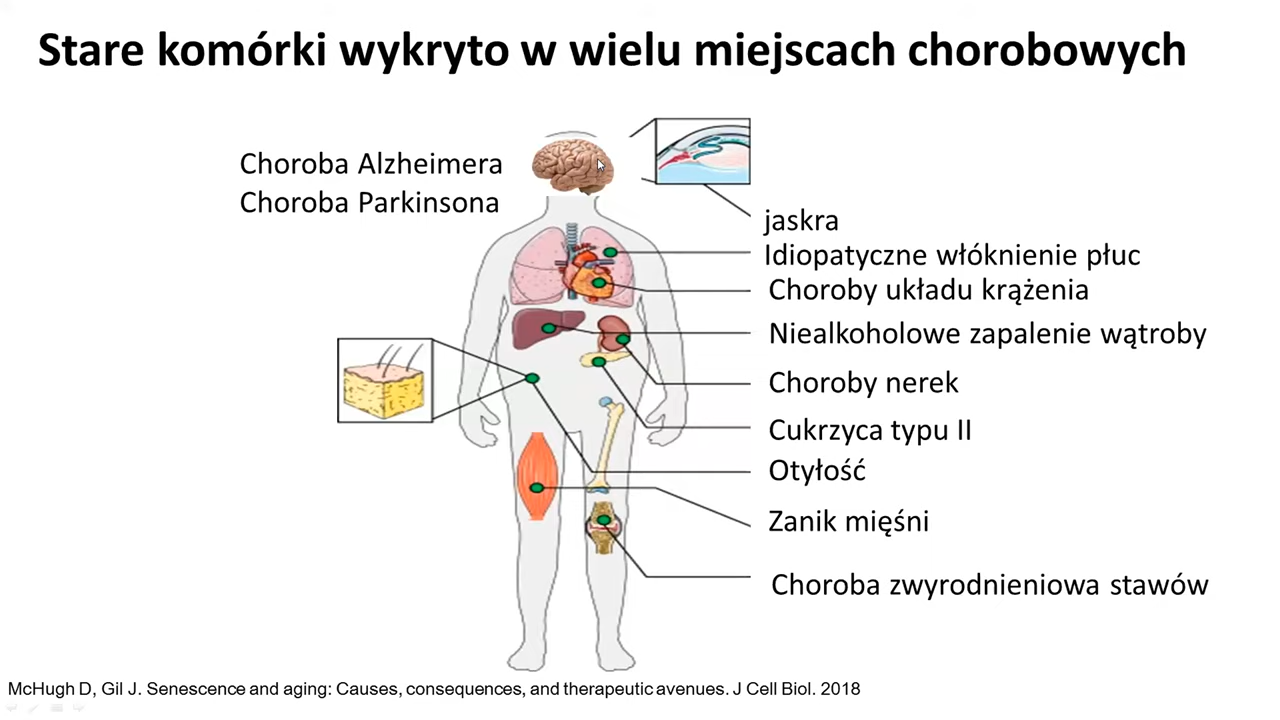 Stare komórki wykryto w wielu miejscach chorobowych
Choroba Alzheimera
Choroba Parkinsona
jaskra
Idiopatyczne włóknienie płuc
Choroby układu krążenia
Niealkoholowe zapalenie wątroby
Choroby nerek
Cukrzyca typu II
Otyłość
Zanik mięśni
Choroba zwyrodnieniowa stawów
McHugh D, Gil J. Senescence and aging: Causes, consequences, and therapeutic avenues. J Cell Biol. 2018